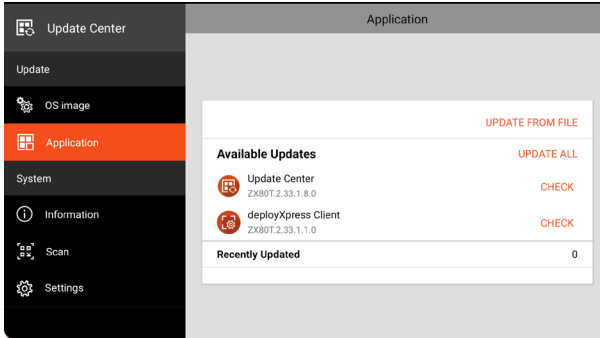 Update Center
Application
Update
OS image
Application
System
Information
Scan
Settings
UPDATE FROM FILE
Available Updates UPDATE ALL
Update Center
ZX80T.2.33.1.8.0
CHECK
deployXpress Client
ZX80T.2.33.1.1.0
CHECK
Recently Updated 0